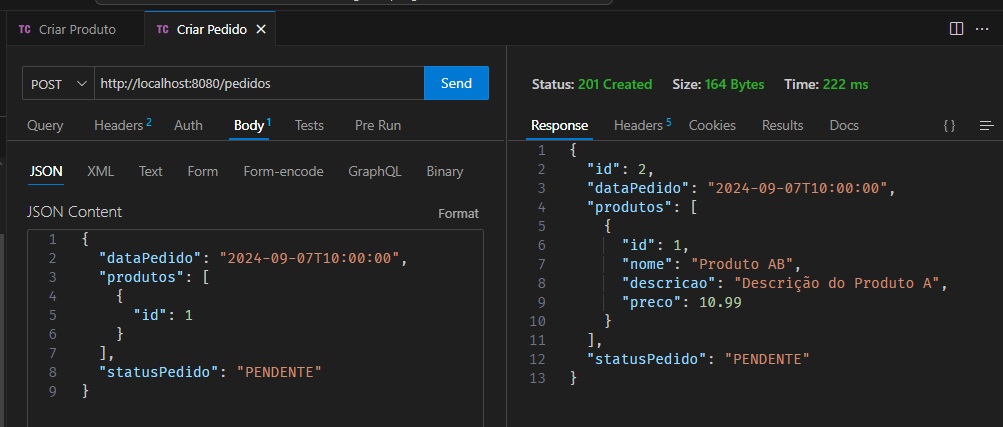 TC Criar Produto
TC Criar Pedido
POST http://localhost:8080/pedidos Send
Query Headers 2 Auth Body 1 Tests Pre Run
JSON XML Text Form Form-encode GraphQL Binary
JSON Content Format
1 {
2 "dataPedido": "2024-09-07T10:00:00",
3 "produtos": [
4 {
5 "id": 1
6 }
7 ],
8 "statusPedido": "PENDENTE"
9 }
Status: 201 Created Size: 164 Bytes Time: 222 ms
Response Headers 5 Cookies Results Docs { }
1 {
2 "id": 2,
3 "dataPedido": "2024-09-07T10:00:00",
4 "produtos": [
5 {
6 "id": 1,
7 "nome": "Produto AB",
8 "descricao": "Descrição do Produto A",
9 "preco": 10.99
10 }
11 ],
12 "statusPedido": "PENDENTE"
13 }